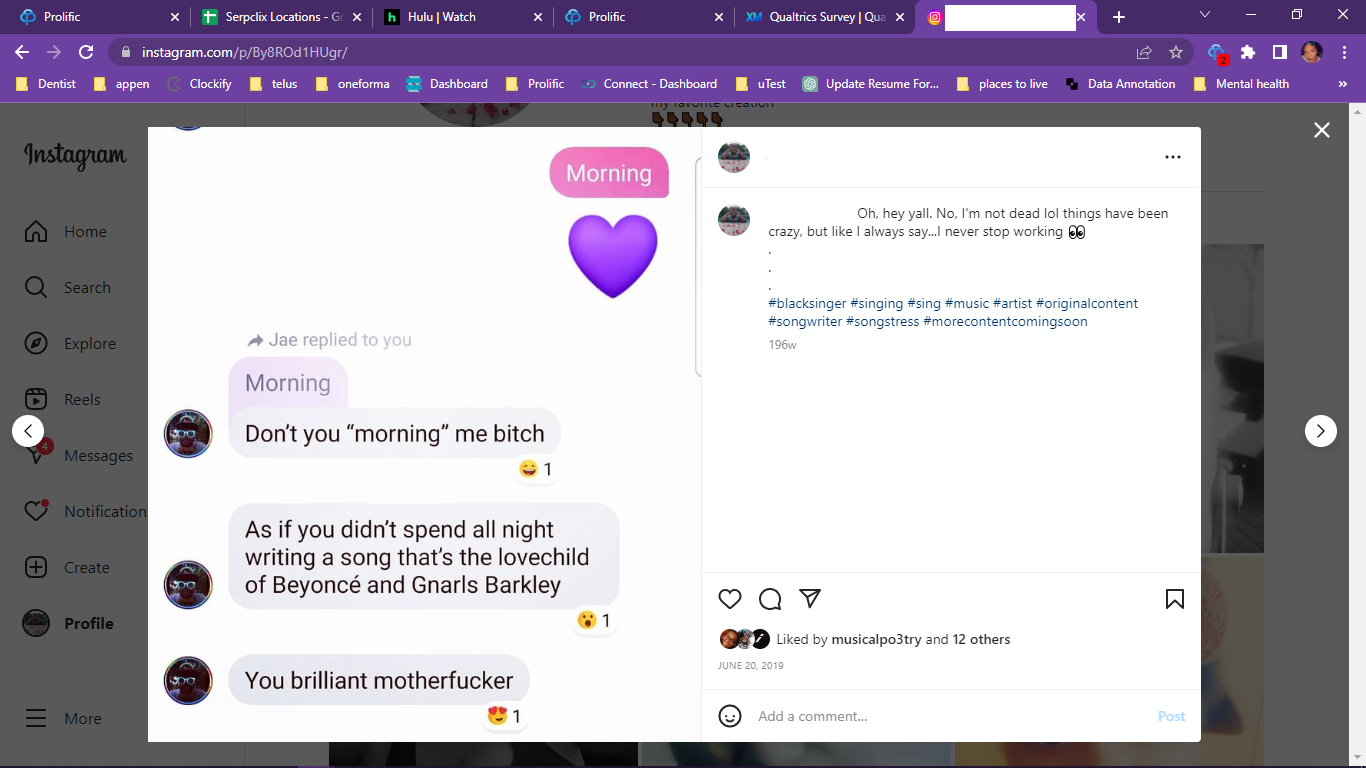 Prolific
Serpclix Locations - Go
Hulu | Watch
Prolific
XM Qualtrics Survey | Qua
instagram.com/p/By8ROd1HUgr/
2
Dentist
appen
Clockify
telus
oneforma
Dashboard
Prolific
Connect - Dashboard
uTest
Update Resume For...
places to live
Data Annotation
Mental health
»
my favorite creation
Instagram
Home
Search
Explore
Reels
4
Messages
Notification
Create
Profile
More
Morning
Jae replied to you
Morning
Don't you “morning” me bitch
1
As if you didn't spend all night
writing a song that's the lovechild
of Beyoncé and Gnarls Barkley
1
You brilliant motherfucker
1
Oh, hey yall. No, I'm not dead lol things have been
crazy, but like I always say...I never stop working 👀
.
.
.
#blacksinger #singing #sing #music #artist #originalcontent
#songwriter #songstress #morecontentcomingsoon
196w
Liked by musicalpo3try and 12 others
JUNE 20, 2019
Add a comment...
Post